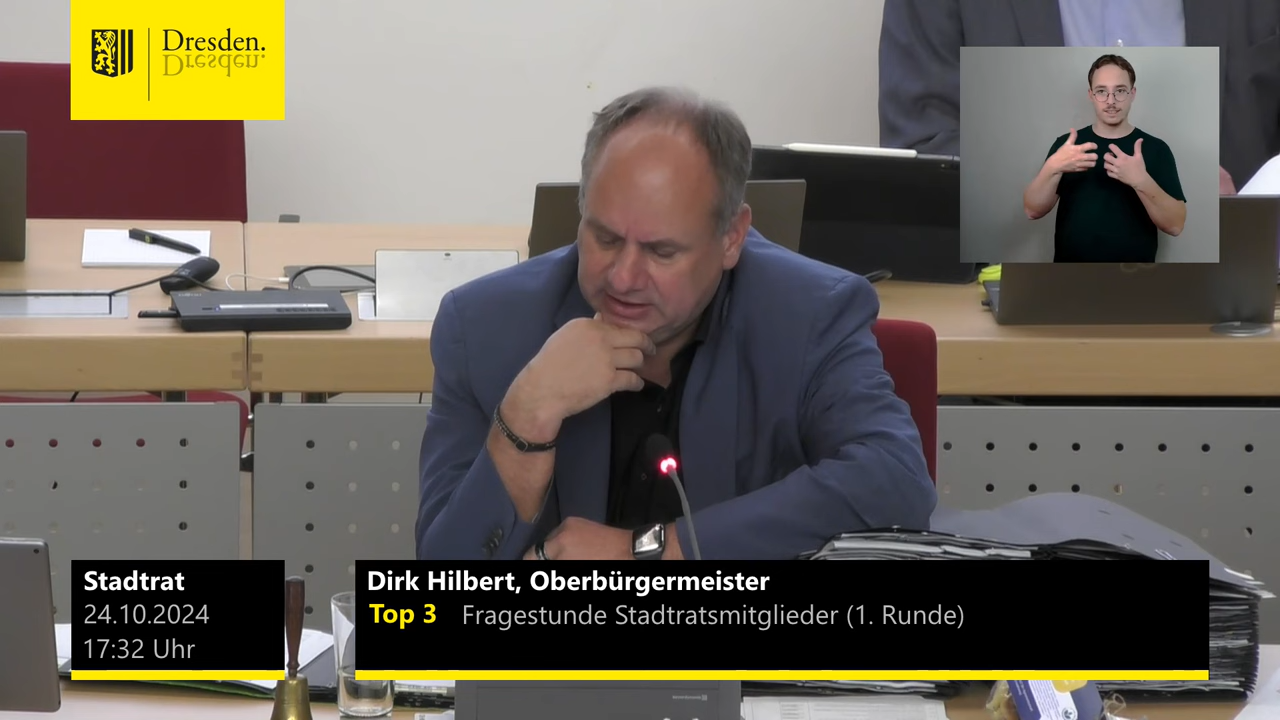 Dresden.
Dresden.
Stadtrat
24.10.2024
17:32 Uhr
Dirk Hilbert, Oberbürgermeister
Top 3 Fragestunde Stadtratsmitglieder (1. Runde)